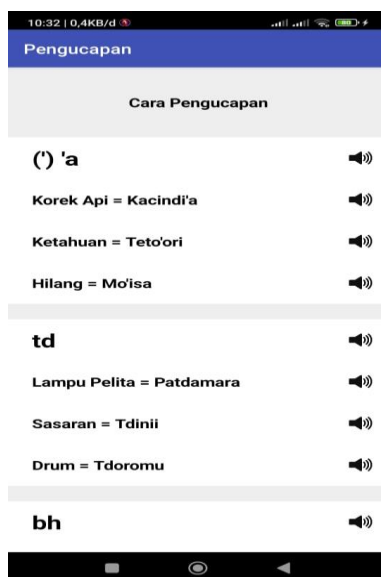 10:32 | 0,4KB/d
Pengucapan
Cara Pengucapan
(') 'a
Korek Api = Kacindi'a
Ketahuan = Teto'ori
Hilang = Mo'isa
td
Lampu Pelita = Patdamara
Sasaran = Tdinii
Drum = Tdoromu
bh